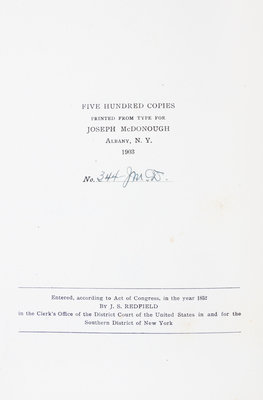 FIVE HUNDRED COPIES
PRINTED FROM TYPE FOR
JOSEPH McDONOUGH
ALBANY, N. Y.
1903
No. 344 JMcD.
Entered, according to Act of Congress, in the year 1852
BY J. S. REDFIELD
in the Clerk's Office of the District Court of the United States in and for the
Southern District of New York